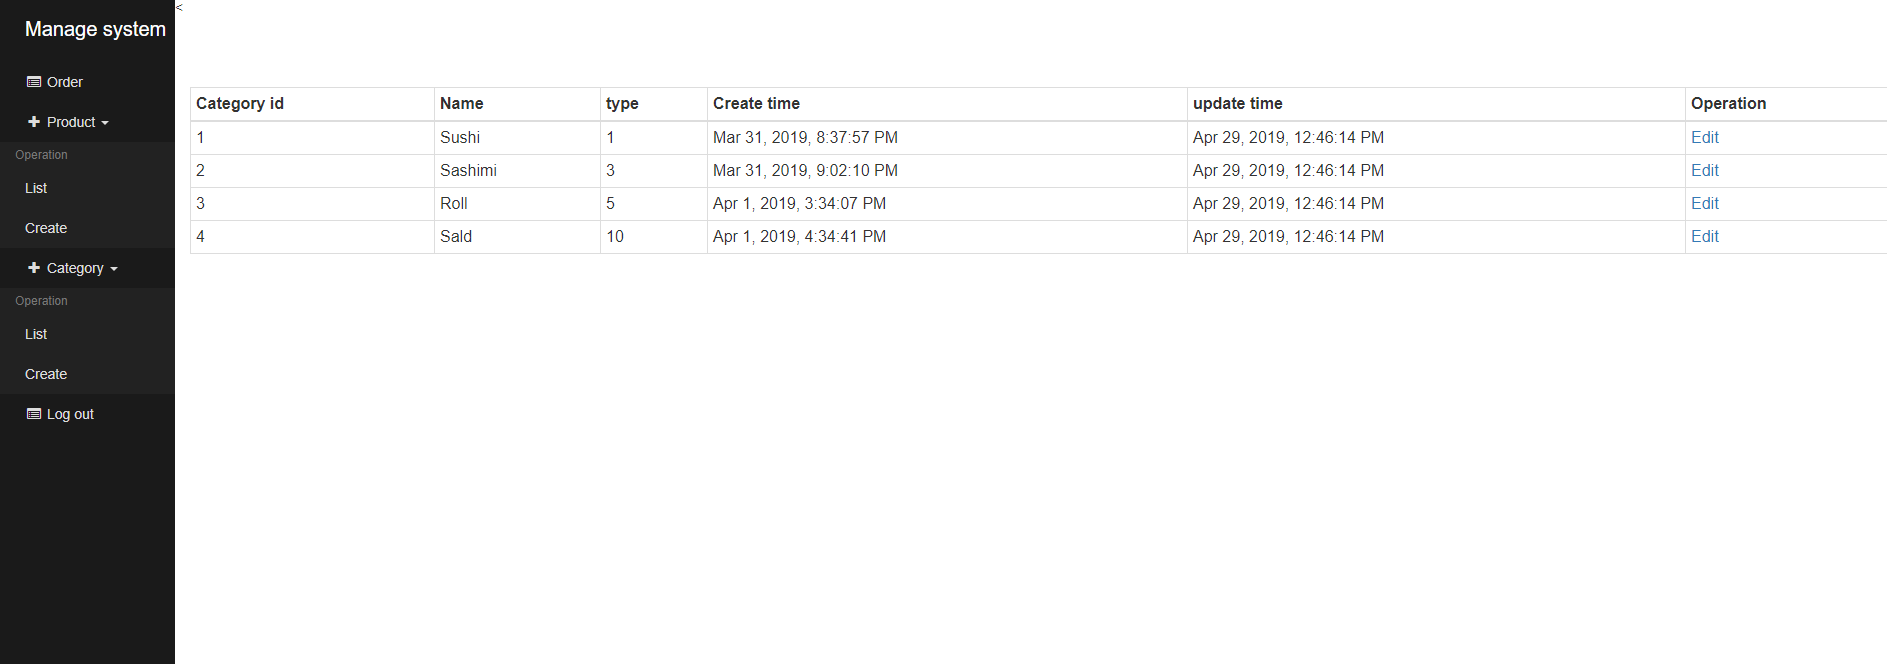 Manage system
Order
Product
Operation
List
Create
Category
Operation
List
Create
Log out
<
Category id Name type Create time update time Operation
1 Sushi 1 Mar 31, 2019, 8:37:57 PM Apr 29, 2019, 12:46:14 PM Edit
2 Sashimi 3 Mar 31, 2019, 9:02:10 PM Apr 29, 2019, 12:46:14 PM Edit
3 Roll 5 Apr 1, 2019, 3:34:07 PM Apr 29, 2019, 12:46:14 PM Edit
4 Sald 10 Apr 1, 2019, 4:34:41 PM Apr 29, 2019, 12:46:14 PM Edit